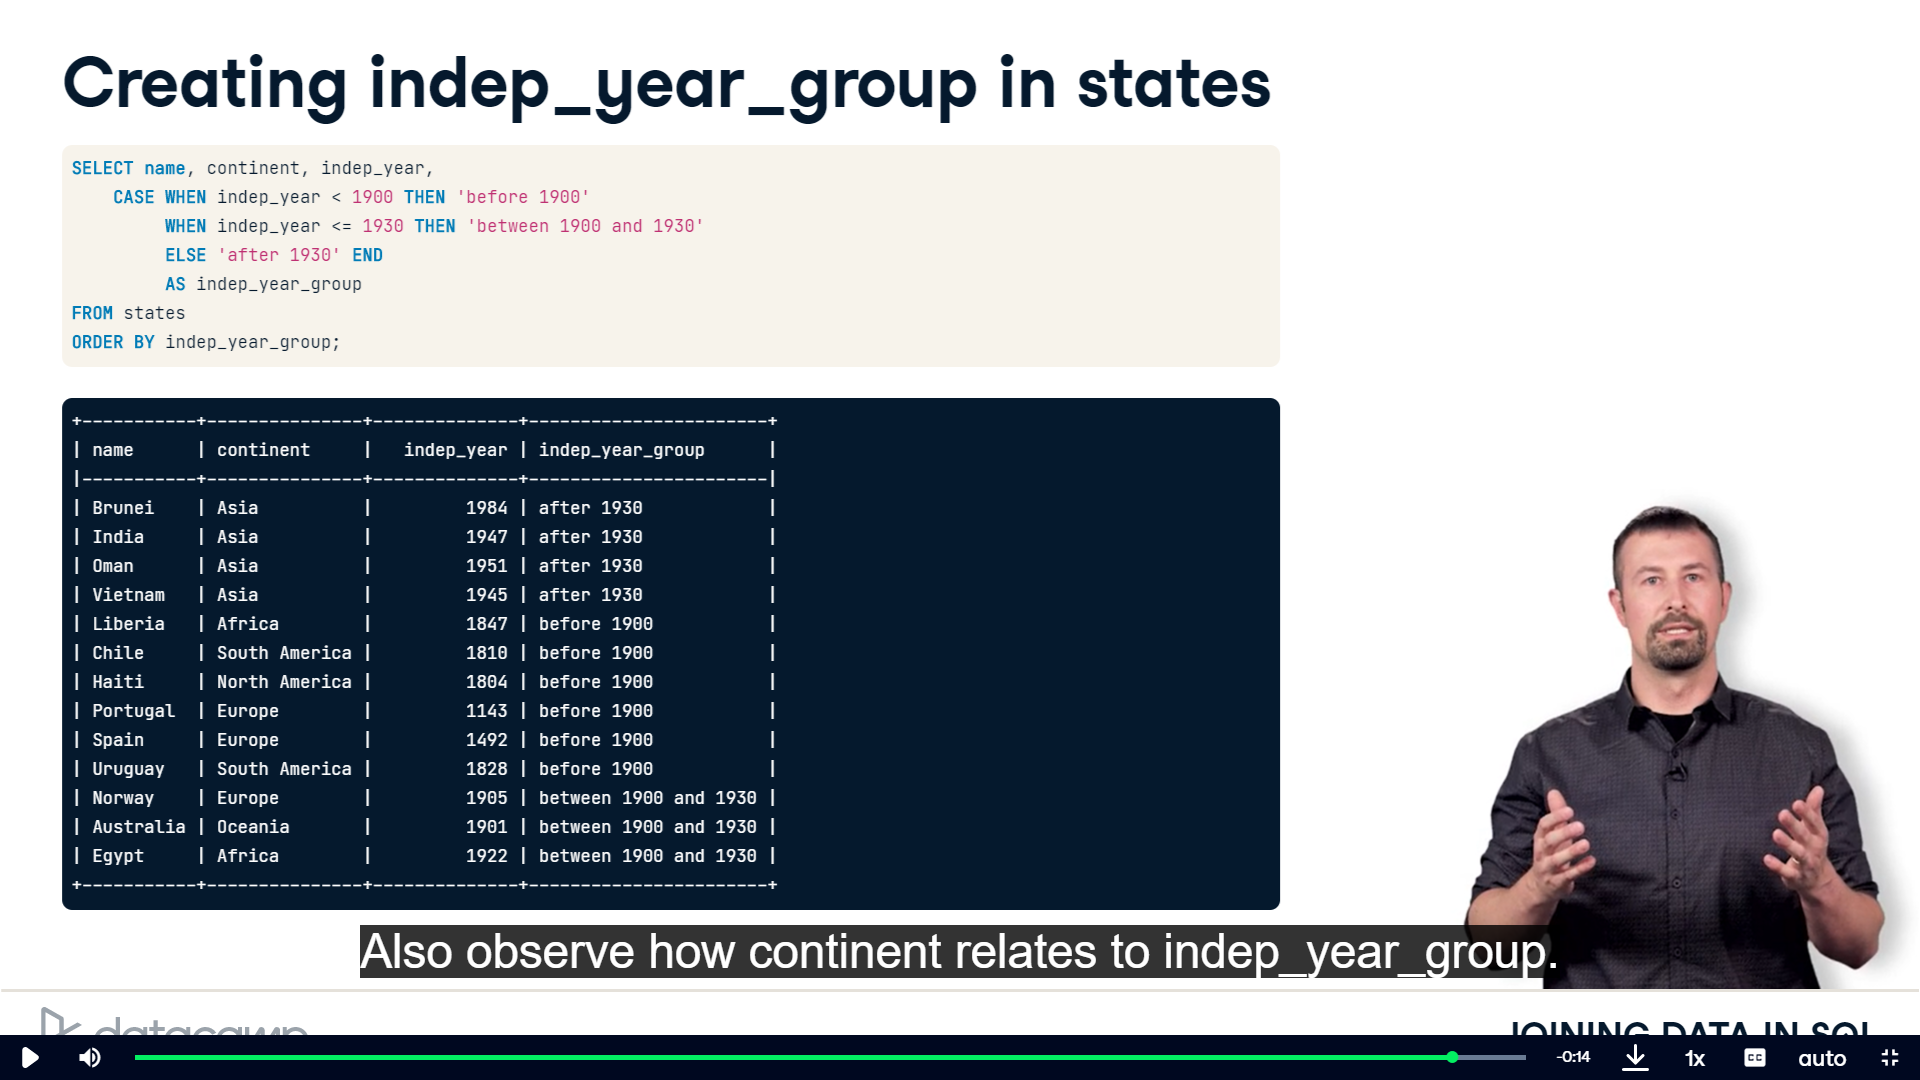 Creating indep_year_group in states
SELECT name, continent, indep_year,
    CASE WHEN indep_year < 1900 THEN 'before 1900'
         WHEN indep_year <= 1930 THEN 'between 1900 and 1930'
         ELSE 'after 1930' END
         AS indep_year_group
FROM states
ORDER BY indep_year_group;
+-----------+---------------+--------------+-----------------------+
| name      | continent     |   indep_year | indep_year_group      |
|-----------+---------------+--------------+-----------------------|
| Brunei    | Asia          |         1984 | after 1930            |
| India     | Asia          |         1947 | after 1930            |
| Oman      | Asia          |         1951 | after 1930            |
| Vietnam   | Asia          |         1945 | after 1930            |
| Liberia   | Africa        |         1847 | before 1900           |
| Chile     | South America |         1810 | before 1900           |
| Haiti     | North America |         1804 | before 1900           |
| Portugal  | Europe        |         1143 | before 1900           |
| Spain     | Europe        |         1492 | before 1900           |
| Uruguay   | South America |         1828 | before 1900           |
| Norway    | Europe        |         1905 | between 1900 and 1930 |
| Australia | Oceania       |         1901 | between 1900 and 1930 |
| Egypt     | Africa        |         1922 | between 1900 and 1930 |
+-----------+---------------+--------------+-----------------------+
Also observe how continent relates to indep_year_group.
datacamp
JOINING DATA IN SQL
-0:14
1x
CC
auto